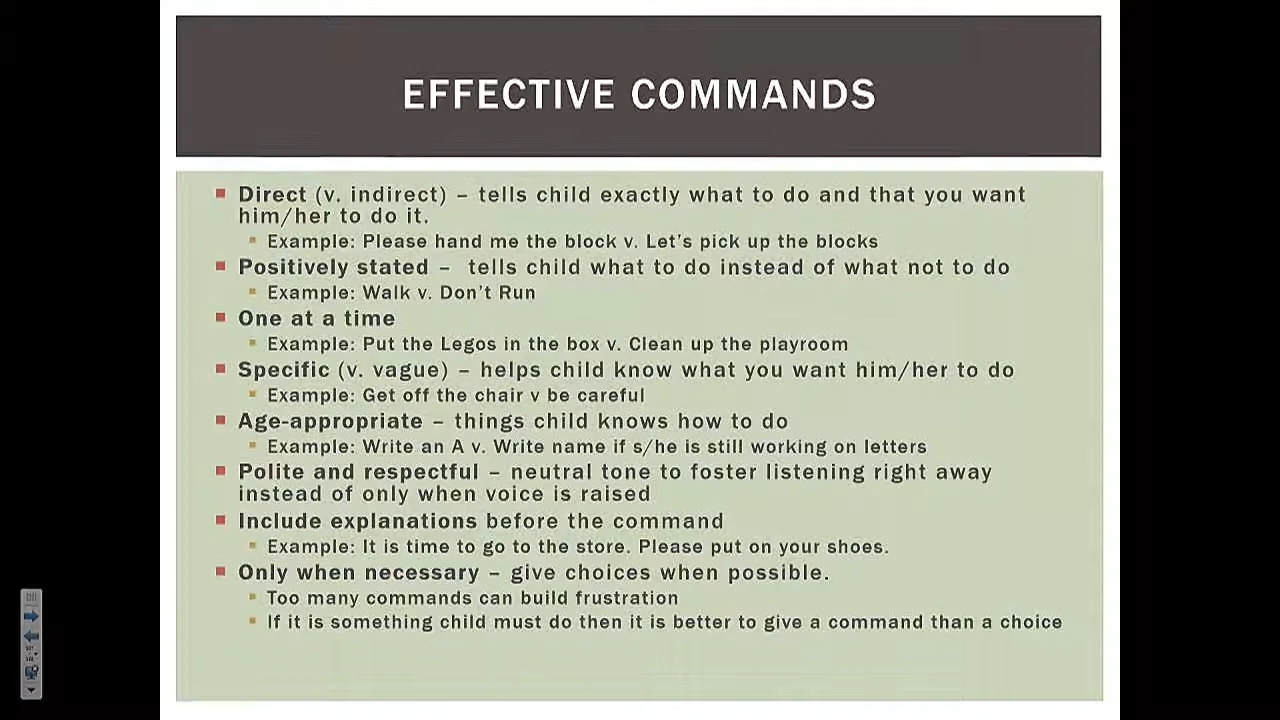 EFFECTIVE COMMANDS
Direct (v. indirect) – tells child exactly what to do and that you want
him/her to do it.
Example: Please hand me the block v. Let's pick up the blocks
Positively stated – tells child what to do instead of what not to do
Example: Walk v. Don't Run
One at a time
Example: Put the Legos in the box v. Clean up the playroom
Specific (v. vague) – helps child know what you want him/her to do
Example: Get off the chair v be careful
Age-appropriate – things child knows how to do
Example: Write an A v. Write name if s/he is still working on letters
Polite and respectful – neutral tone to foster listening right away
instead of only when voice is raised
Include explanations before the command
Example: It is time to go to the store. Please put on your shoes.
Only when necessary – give choices when possible.
Too many commands can build frustration
If it is something child must do then it is better to give a command than a choice